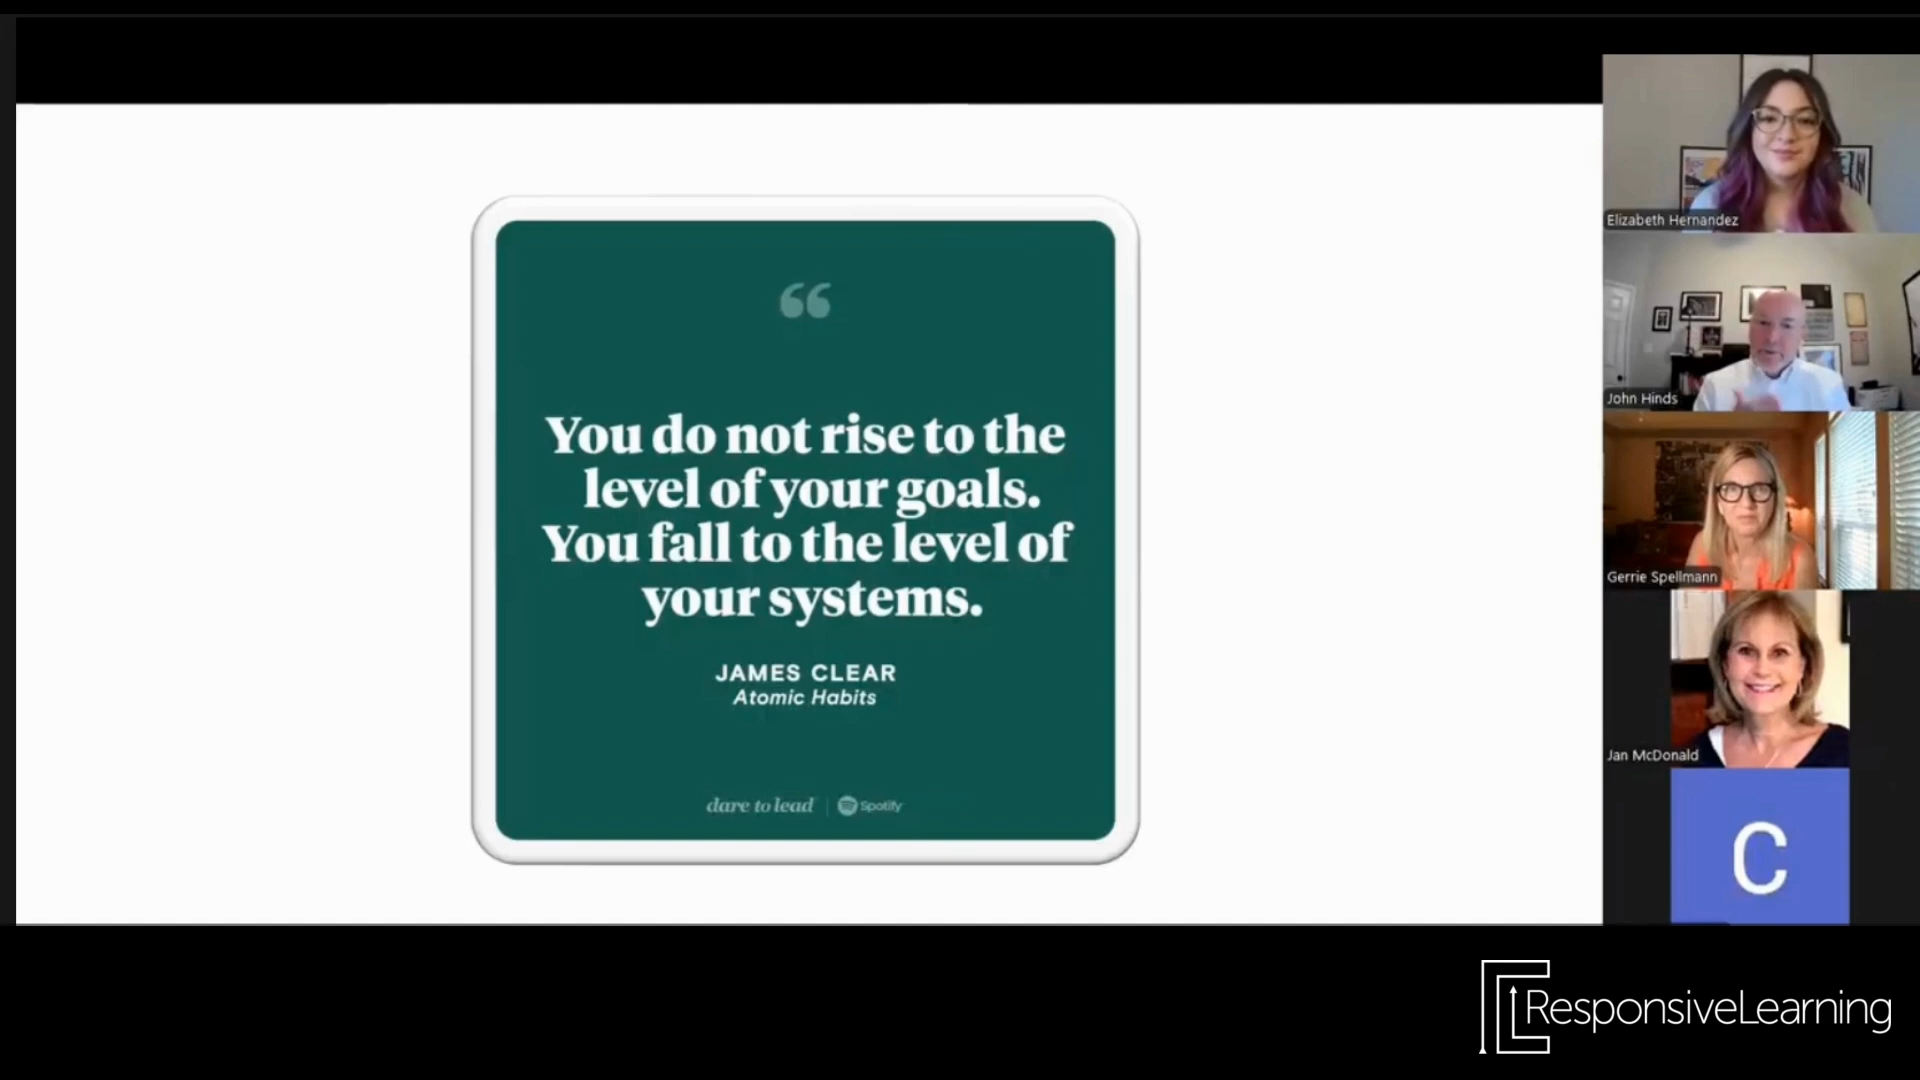 “
You do not rise to the
level of your goals.
You fall to the level of
your systems.
JAMES CLEAR
Atomic Habits
dare to lead | Spotify
Elizabeth Hernandez
John Hinds
Gerrie Spellmann
Jan McDonald
C
ResponsiveLearning